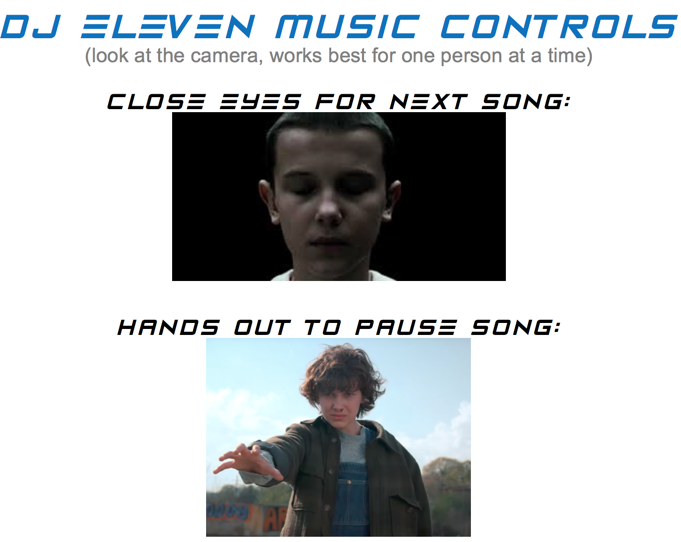 DJ ELEVEN MUSIC CONTROLS
(look at the camera, works best for one person at a time)
CLOSE EYES FOR NEXT SONG:
HANDS OUT TO PAUSE SONG: